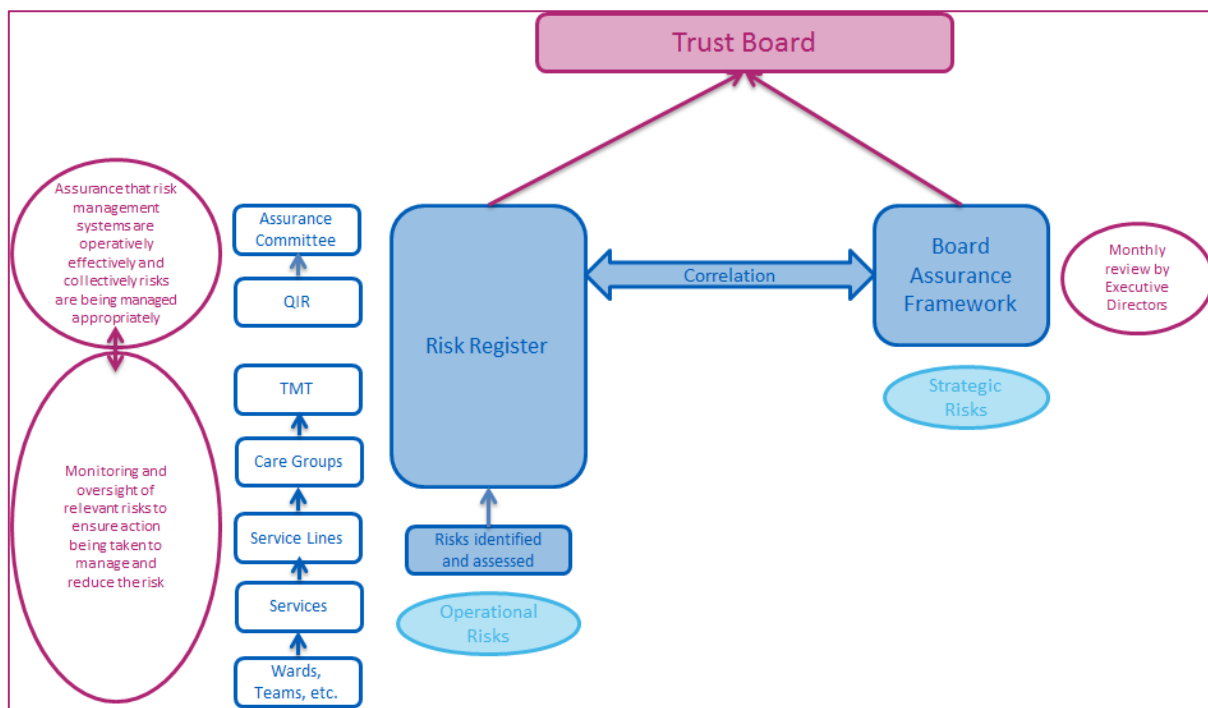 Trust Board
Assurance that risk
management
systems are
operatively
effectively and
collectively risks
are being managed
appropriately
Assurance
Committee
QIR
Risk Register
Correlation
Board
Assurance
Framework
Monthly
review by
Executive
Directors
Strategic
Risks
TMT
Care Groups
Service Lines
Services
Wards,
Teams, etc.
Monitoring and
oversight of
relevant risks to
ensure action
being taken to
manage and
reduce the risk
Risks identified
and assessed
Operational
Risks